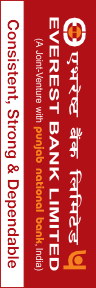 एभरेष्ट बैंक लिमिटेड
EVEREST BANK LIMITED
(A Joint-Venture with punjab national bank, India)
Consistent, Strong & Dependable